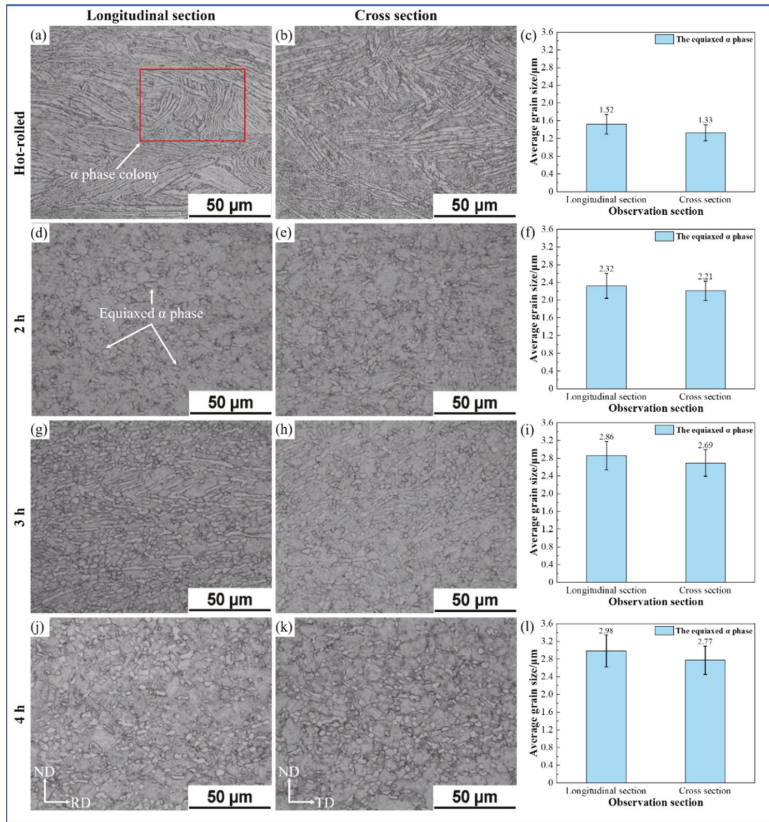 Longitudinal section
Cross section
Hot-rolled
(a)
α phase colony
50 μm
(b)
50 μm
(c)
3.6
3.2
2.8
2.4
2.0
1.6
1.2
0.8
0.4
0
Average grain size/μm
The equiaxed α phase
1.52
1.33
Longitudinal section
Cross section
Observation section
2 h
(d)
Equiaxed α phase
50 μm
(e)
50 μm
(f)
3.6
3.2
2.8
2.4
2.0
1.6
1.2
0.8
0.4
0
Average grain size/μm
The equiaxed α phase
2.32
2.21
Longitudinal section
Cross section
Observation section
3 h
(g)
50 μm
(h)
50 μm
(i)
3.6
3.2
2.8
2.4
2.0
1.6
1.2
0.8
0.4
0
Average grain size/μm
The equiaxed α phase
2.86
2.69
Longitudinal section
Cross section
Observation section
4 h
(j)
ND
RD
50 μm
(k)
ND
TD
50 μm
(l)
3.6
3.2
2.8
2.4
2.0
1.6
1.2
0.8
0.4
0
Average grain size/μm
The equiaxed α phase
2.98
2.77
Longitudinal section
Cross section
Observation section